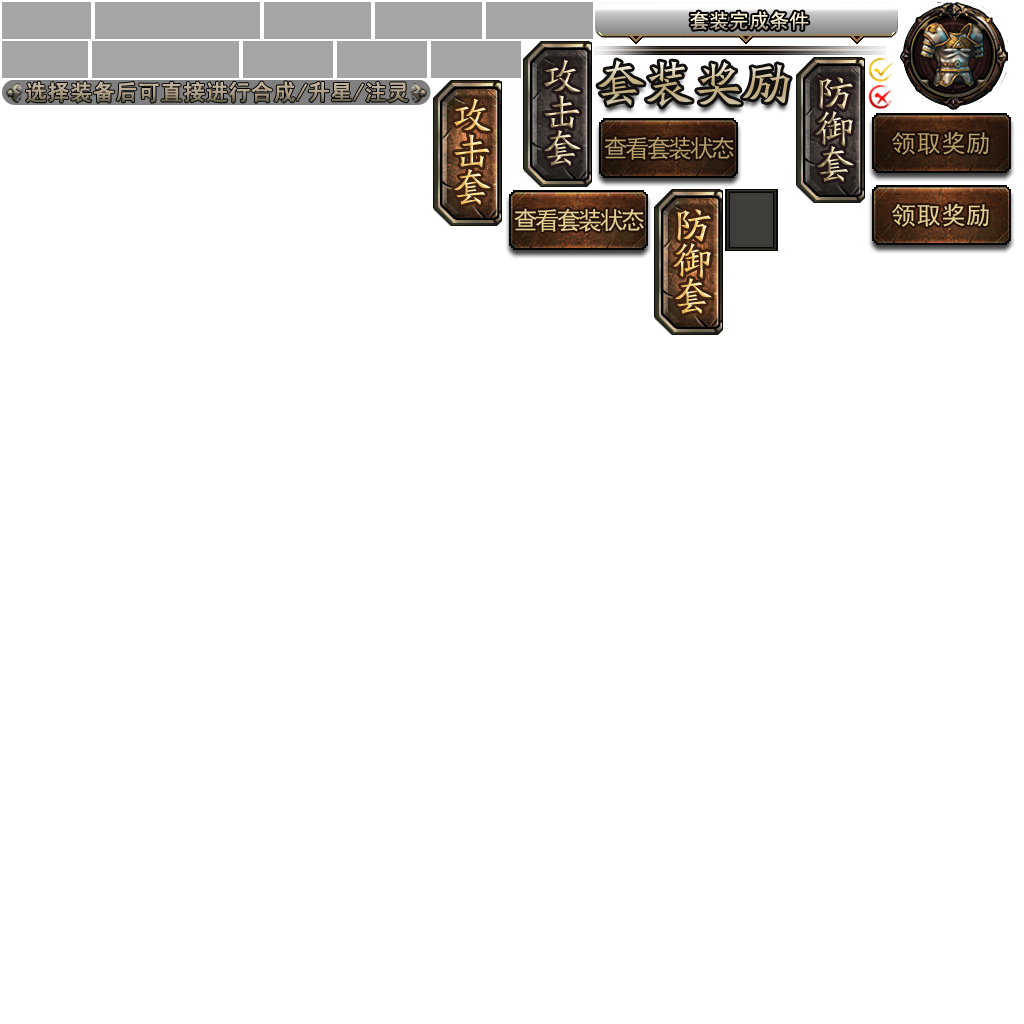 套装完成条件
选择装备后可直接进行合成/升星/注灵
攻击套
攻击套
套装奖励
防御套
查看套装状态
领取奖励
查看套装状态
防御套
领取奖励